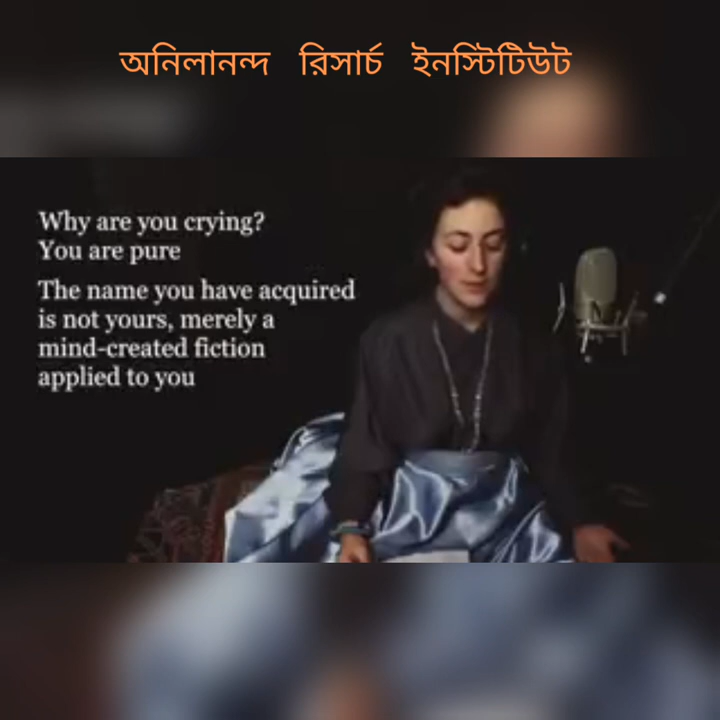 অনিলানন্দ রিসার্চ ইনস্টিটিউট
Why are you crying?
You are pure
The name you have acquired
is not yours, merely a
mind-created fiction
applied to you